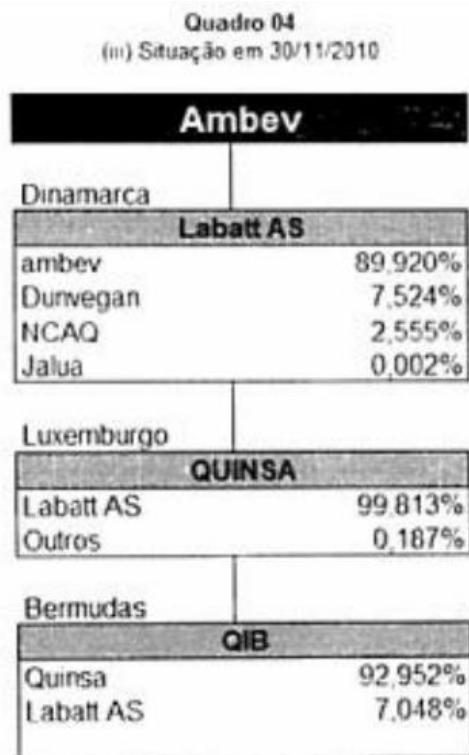 Quadro 04
(iii) Situação em 30/11/2010
Ambev
Dinamarca
Labatt AS
ambev 89,920%
Dunvegan 7,524%
NCAQ 2,555%
Jalua 0,002%
Luxemburgo
QUINSA
Labatt AS 99,813%
Outros 0,187%
Bermudas
QIB
Quinsa 92,952%
Labatt AS 7,048%